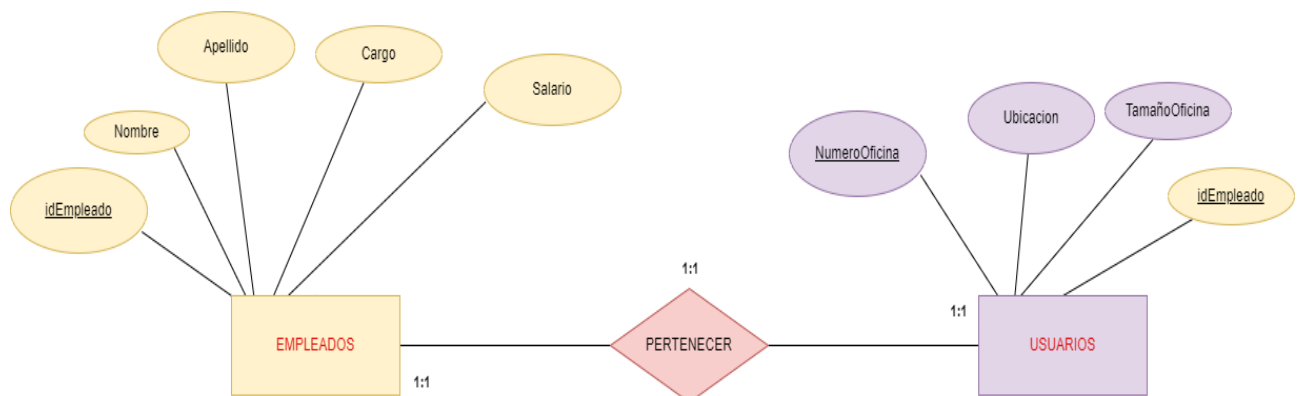 Apellido
Cargo
Salario
Nombre
idEmpleado
Ubicacion
TamañoOficina
NumeroOficina
idEmpleado
1:1
1:1
EMPLEADOS
PERTENECER
USUARIOS
1:1